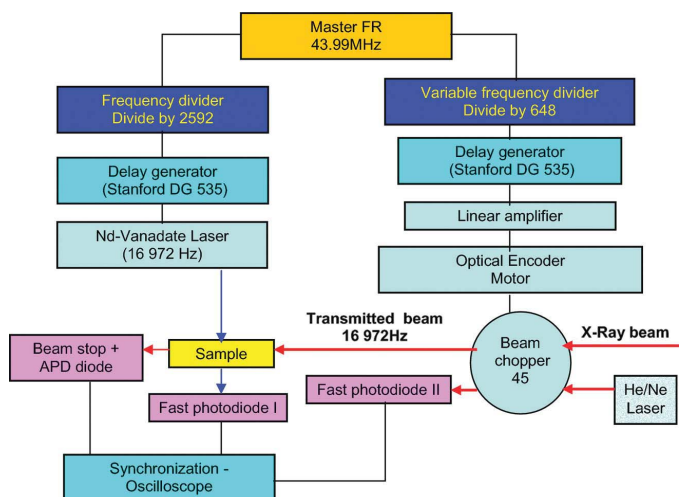 Master FR
43.99MHz
Frequency divider
Divide by 2592
Variable frequency divider
Divide by 648
Delay generator
(Stanford DG 535)
Delay generator
(Stanford DG 535)
Linear amplifier
Nd-Vanadate Laser
(16 972 Hz)
Optical Encoder
Motor
Transmitted beam
16 972Hz
X-Ray beam
Beam stop +
APD diode
Sample
Beam
chopper
45
Fast photodiode I
Fast photodiode II
He/Ne
Laser
Synchronization -
Oscilloscope